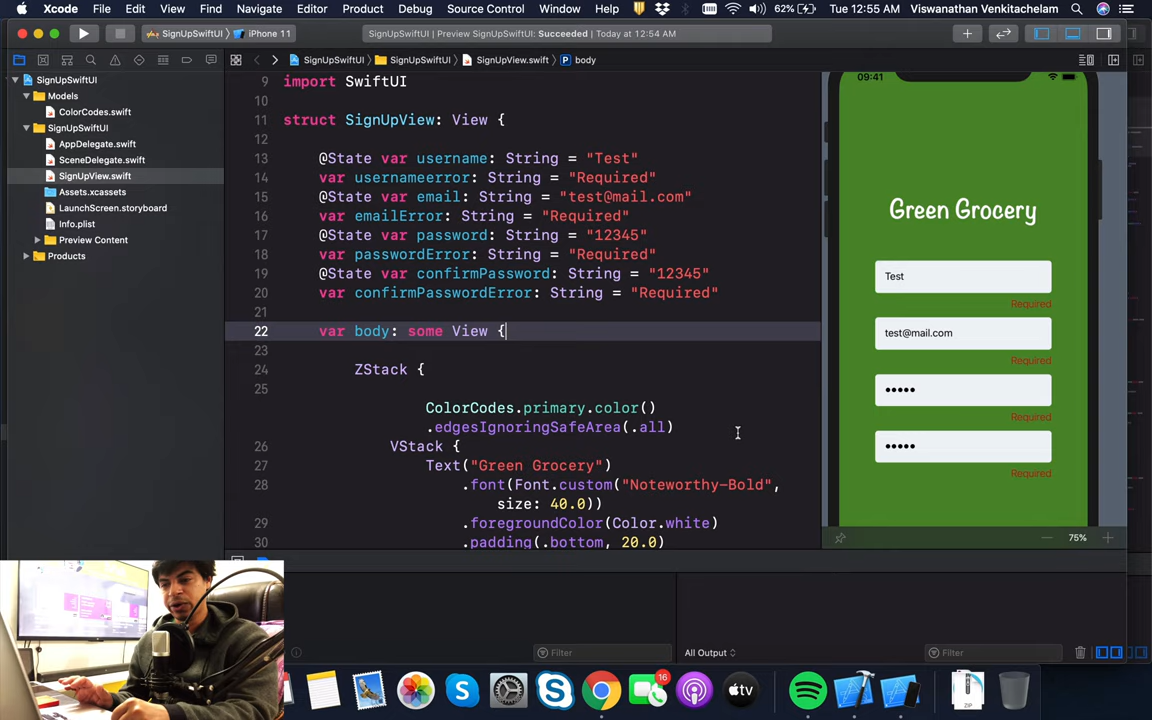 Xcode File Edit View Find Navigate Editor Product Debug Source Control Window Help 62% Tue 12:55 AM Viswanathan Venkitachelam
SignUpSwiftUI iPhone 11 SignUpSwiftUI | Preview SignUpSwiftUI: Succeeded | Today at 12:54 AM
SignUpSwiftUI SignUpSwiftUI SignUpView.swift P body
SignUpSwiftUI
Models
ColorCodes.swift
SignUpSwiftUI
AppDelegate.swift
SceneDelegate.swift
SignUpView.swift
Assets.xcassets
LaunchScreen.storyboard
Info.plist
Preview Content
Products
9 import SwiftUI
10
11 struct SignUpView: View {
12
13 @State var username: String = "Test"
14 var usernameerror: String = "Required"
15 @State var email: String = "test@mail.com"
16 var emailError: String = "Required"
17 @State var password: String = "12345"
18 var passwordError: String = "Required"
19 @State var confirmPassword: String = "12345"
20 var confirmPasswordError: String = "Required"
21
22 var body: some View {
23
24 ZStack {
25
ColorCodes.primary.color()
.edgesIgnoringSafeArea(.all)
26 VStack {
27 Text("Green Grocery")
28 .font(Font.custom("Noteworthy-Bold",
size: 40.0))
29 .foregroundColor(Color.white)
30 .padding(.bottom, 20.0)
09:41
Green Grocery
Test
Required
test@mail.com
Required
•••••
Required
•••••
Required
75%
Filter All Output Filter
16
tv
ZIP